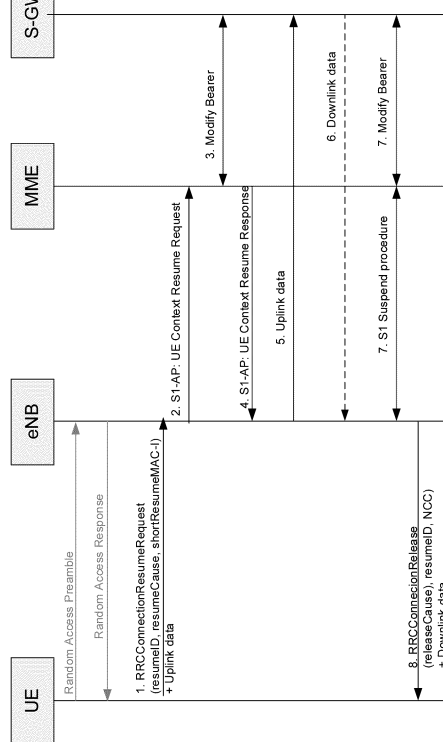 UE
eNB
MME
S-GW
Random Access Preamble
Random Access Response
1. RRCConnectionResumeRequest
(resumeID, resumeCause, shortResumeMAC-I)
+ Uplink data
2. S1-AP: UE Context Resume Request
3. Modify Bearer
4. S1-AP: UE Context Resume Response
5. Uplink data
6. Downlink data
7. S1 Suspend procedure
7. Modify Bearer
8. RRCConnecionRelease
(releaseCause), resumeID, NCC)
+ Downlink data